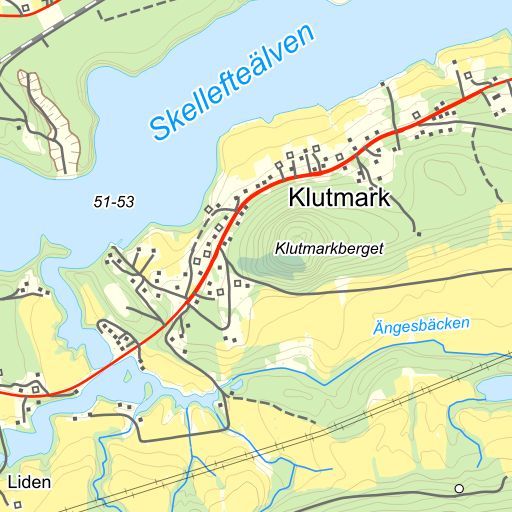 Skellefteälven
51-53
Klutmark
Klutmarkberget
Ängesbäcken
Liden